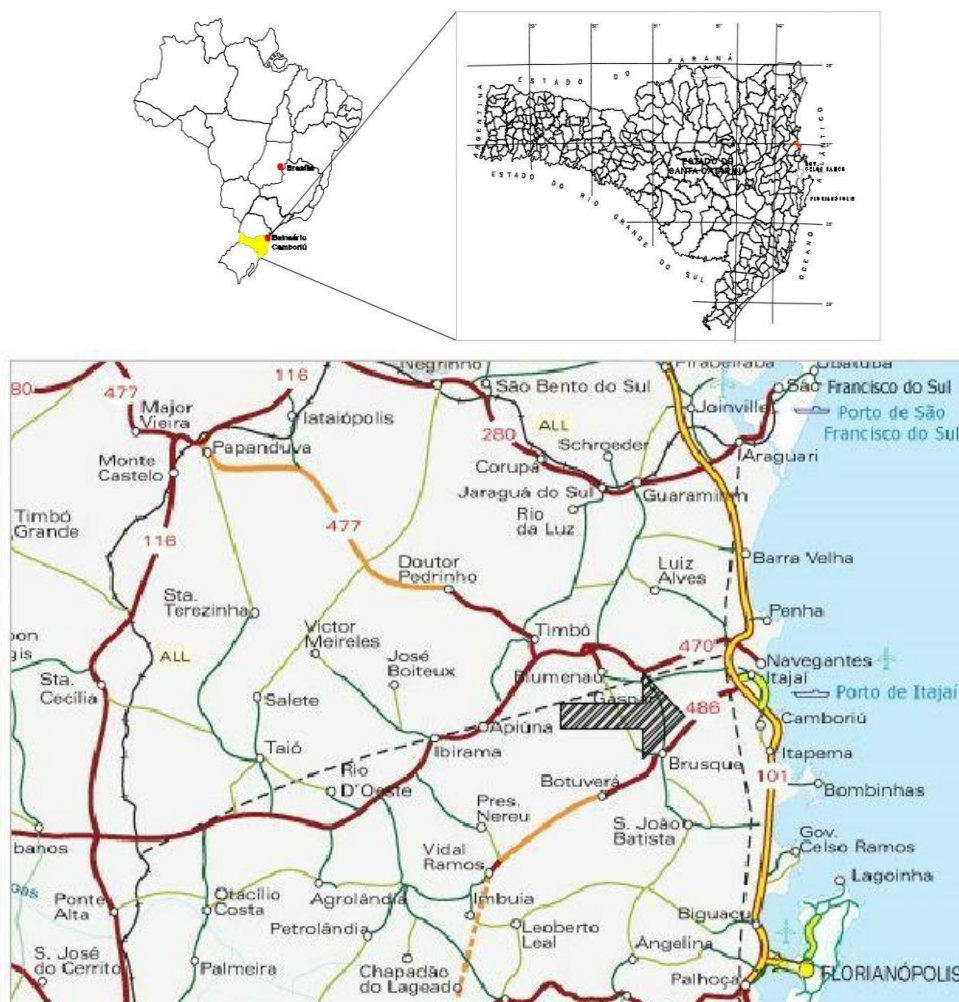 Brasília
Balneário
Camboriú
ESTADO DO PARANÁ
ARGENTINA
ESTADO DE
SANTA CATARINA
FLORIANÓPOLIS
ESTADO DO RIO GRANDE DO SUL
OCEANO
Negrinho
116
80
477
São Bento do Sul
Pirabeiraba
Ubatuba
São
Francisco do Sul
Major
Vieira
Itaiópolis
ALL
Joinville
Porto de São
Francisco do Sul
280
Schroeder
Papanduva
Araguari
Monte
Castelo
Corupá
Jaraguá do Sul
Guaramirim
Rio
da Luz
Timbó
Grande
116
477
Doutor
Pedrinho
Luiz
Alves
Barra Velha
Sta.
Terezinha
Penha
Victor
Meireles
Timbó
470
ALL
José
Boiteux
Blumenau
Navegantes
Itajaí
Sta.
Cecília
Salete
Gaspar
486
Porto de Itajaí
Camboriú
Apiúna
Taió
Ibirama
Brusque
Itapema
101
Rio
D'Oeste
Botuverá
Bombinhas
Pres.
Nereu
S. João
Batista
banos
Gov.
Celso Ramos
Vidal
Ramos
Lagoinha
Ponte
Alta
Otacílio
Costa
Agrolândia
Imbuia
Biguaçu
Petrolândia
Leoberto
Leal
Angelina
S. José
do Cerrito
Palmeira
Chapadão
do Lageado
Palhoça
FLORIANÓPOLIS